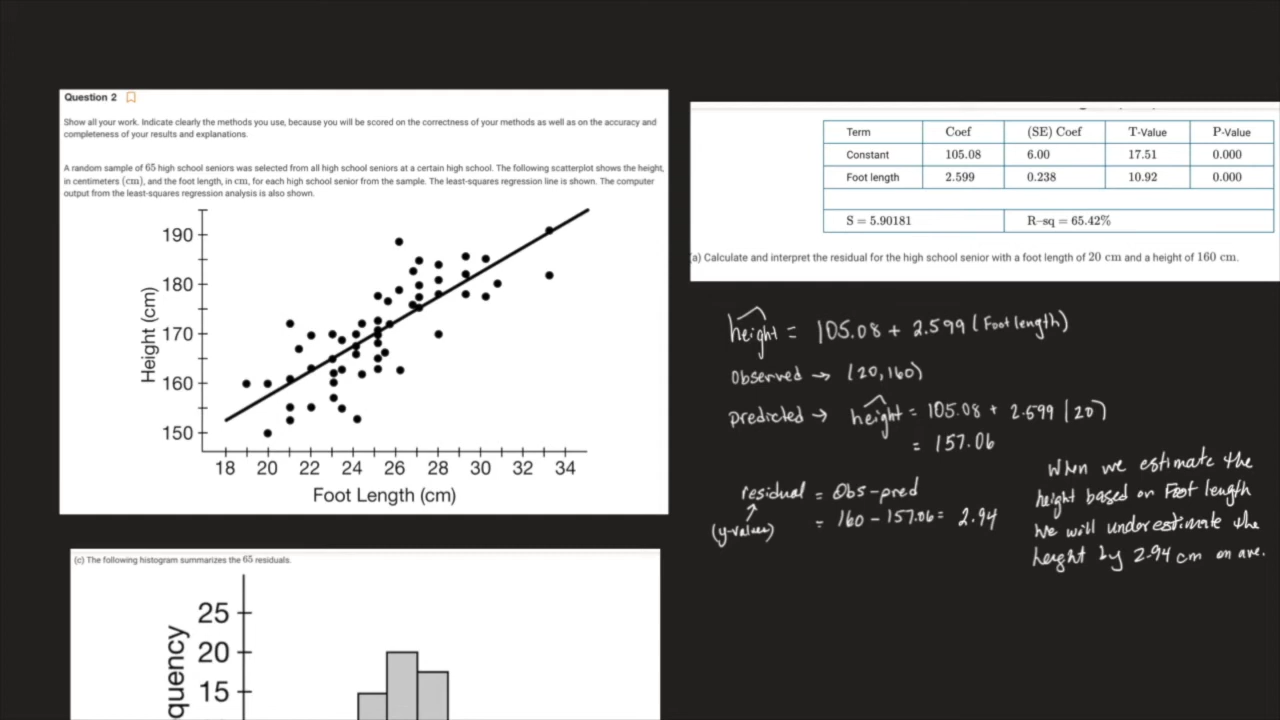 Question 2
Show all your work. Indicate clearly the methods you use, because you will be scored on the correctness of your methods as well as on the accuracy and
completeness of your results and explanations.
A random sample of 65 high school seniors was selected from all high school seniors at a certain high school. The following scatterplot shows the height,
in centimeters (cm), and the foot length, in cm, for each high school senior from the sample. The least-squares regression line is shown. The computer
output from the least-squares regression analysis is also shown.
190
180
170
160
150
Height (cm)
18 20 22 24 26 28 30 32 34
Foot Length (cm)
(c) The following histogram summarizes the 65 residuals.
25
20
15
quency
Term Coef (SE) Coef T-Value P-Value
Constant 105.08 6.00 17.51 0.000
Foot length 2.599 0.238 10.92 0.000
S = 5.90181 R-sq = 65.42%
a) Calculate and interpret the residual for the high school senior with a foot length of 20 cm and a height of 160 cm.
height = 105.08 + 2.599 (Foot length)
Observed → (20,160)
predicted → height = 105.08 + 2.599 (20)
= 157.06
residual = Obs-pred
(y-values) = 160 - 157.06 = 2.94
When we estimate the
height based on Foot length
we will underestimate the
height by 2.94 cm on ave.